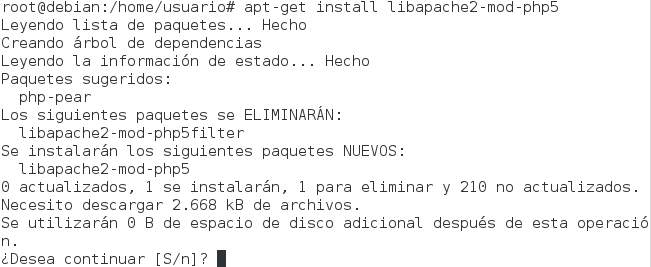 root@debian:/home/usuario# apt-get install libapache2-mod-php5
Leyendo lista de paquetes... Hecho
Creando árbol de dependencias
Leyendo la información de estado... Hecho
Paquetes sugeridos:
  php-pear
Los siguientes paquetes se ELIMINARÁN:
  libapache2-mod-php5filter
Se instalarán los siguientes paquetes NUEVOS:
  libapache2-mod-php5
0 actualizados, 1 se instalarán, 1 para eliminar y 210 no actualizados.
Necesito descargar 2.668 kB de archivos.
Se utilizarán 0 B de espacio de disco adicional después de esta operació
n.
¿Desea continuar [S/n]?